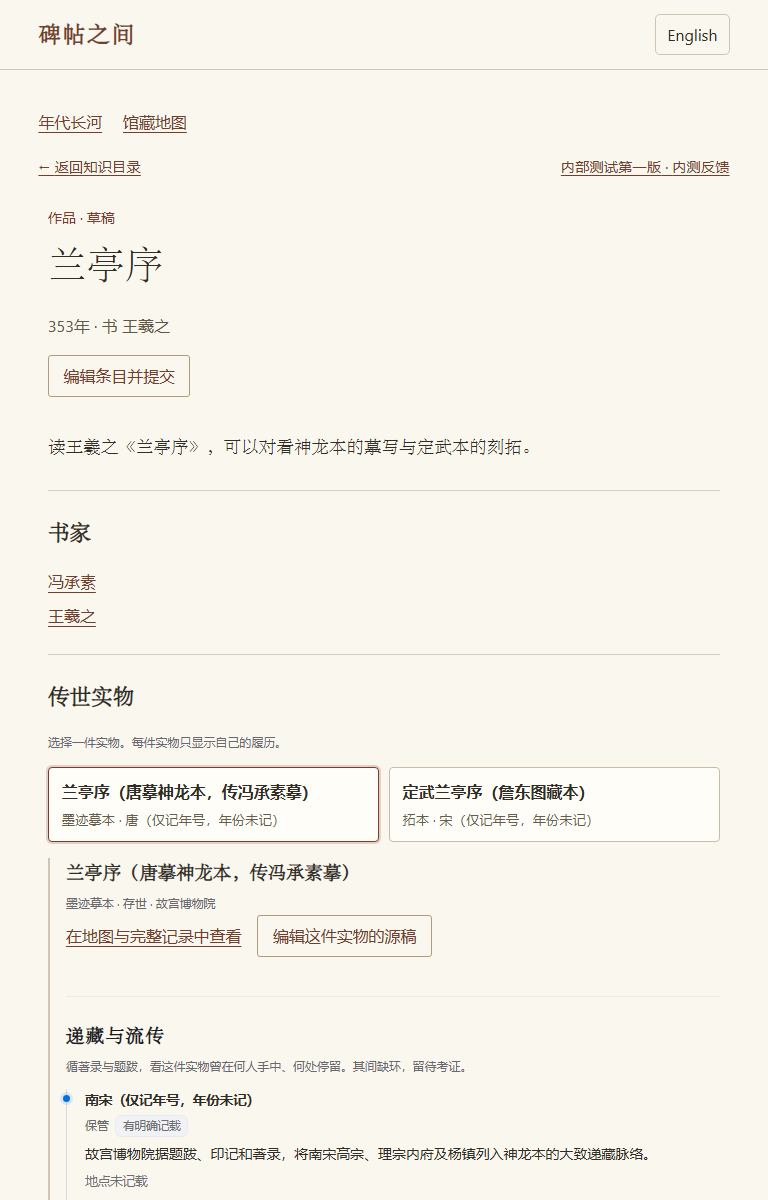 碑帖之间
English
年代长河 馆藏地图
← 返回知识目录
内部测试第一版 · 内测反馈
作品 · 草稿
兰亭序
353年 · 书 王羲之
编辑条目并提交
读王羲之《兰亭序》，可以对看神龙本的摹写与定武本的刻拓。
书家
冯承素
王羲之
传世实物
选择一件实物。每件实物只显示自己的履历。
兰亭序（唐摹神龙本，传冯承素摹）
墨迹摹本 · 唐（仅记年号，年份未记）
定武兰亭序（詹东图藏本）
拓本 · 宋（仅记年号，年份未记）
兰亭序（唐摹神龙本，传冯承素摹）
墨迹摹本 · 存世 · 故宫博物院
在地图与完整记录中查看
编辑这件实物的源稿
递藏与流传
循著录与题跋，看这件实物曾在何人手中、何处停留。其间缺环，留待考证。
南宋（仅记年号，年份未记）
保管 有明确记载
故宫博物院据题跋、印记和著录，将南宋高宗、理宗内府及杨镇列入神龙本的大致递藏脉络。
地点未记载